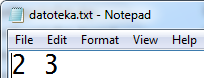 datoteka.txt - Notepad
File Edit Format View Help
2 3